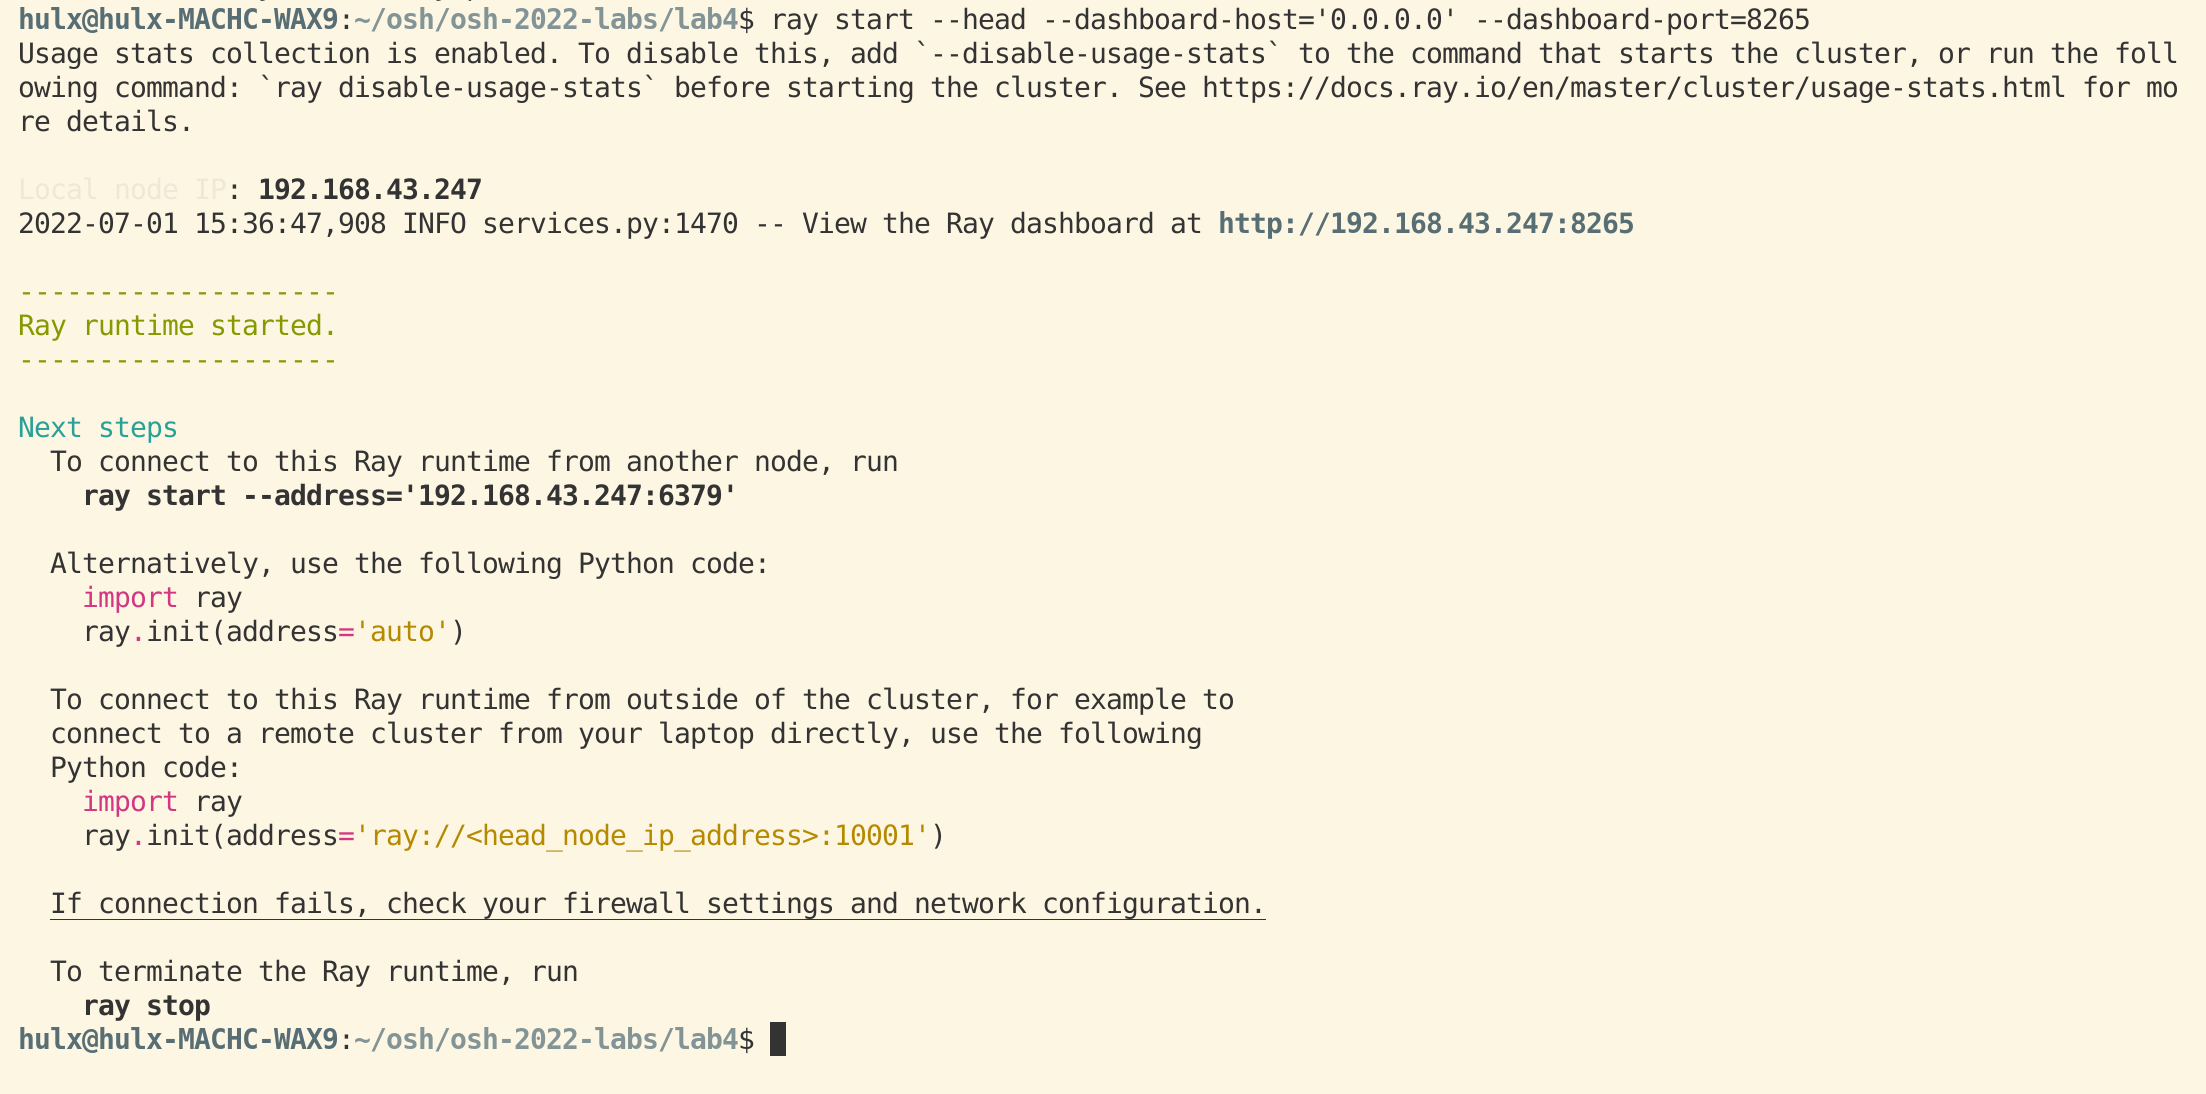 hulx@hulx-MACHC-WAX9:~/osh/osh-2022-labs/lab4$ ray start --head --dashboard-host='0.0.0.0' --dashboard-port=8265
Usage stats collection is enabled. To disable this, add `--disable-usage-stats` to the command that starts the cluster, or run the foll
owing command: `ray disable-usage-stats` before starting the cluster. See https://docs.ray.io/en/master/cluster/usage-stats.html for mo
re details.

Local node IP: 192.168.43.247
2022-07-01 15:36:47,908 INFO services.py:1470 -- View the Ray dashboard at http://192.168.43.247:8265

--------------------
Ray runtime started.
--------------------

Next steps
  To connect to this Ray runtime from another node, run
    ray start --address='192.168.43.247:6379'

  Alternatively, use the following Python code:
    import ray
    ray.init(address='auto')

  To connect to this Ray runtime from outside of the cluster, for example to
  connect to a remote cluster from your laptop directly, use the following
  Python code:
    import ray
    ray.init(address='ray://<head_node_ip_address>:10001')

  If connection fails, check your firewall settings and network configuration.

  To terminate the Ray runtime, run
    ray stop
hulx@hulx-MACHC-WAX9:~/osh/osh-2022-labs/lab4$